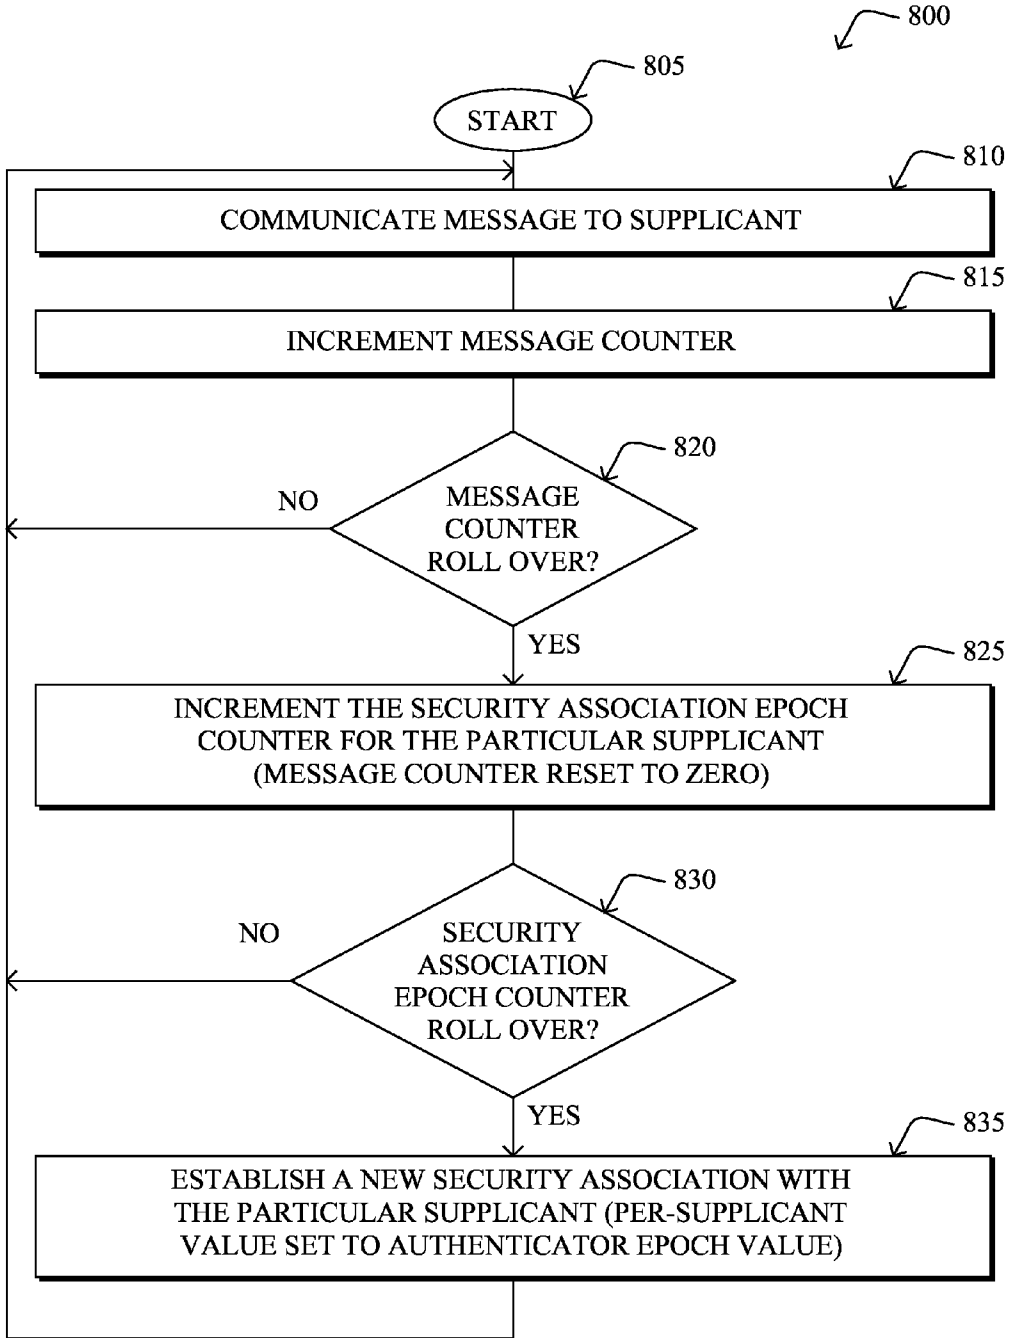 800
805
START
810
COMMUNICATE MESSAGE TO SUPPLICANT
815
INCREMENT MESSAGE COUNTER
820
MESSAGE
COUNTER
ROLL OVER?
NO
YES
825
INCREMENT THE SECURITY ASSOCIATION EPOCH
COUNTER FOR THE PARTICULAR SUPPLICANT
(MESSAGE COUNTER RESET TO ZERO)
830
SECURITY
ASSOCIATION
EPOCH COUNTER
ROLL OVER?
NO
YES
835
ESTABLISH A NEW SECURITY ASSOCIATION WITH
THE PARTICULAR SUPPLICANT (PER-SUPPLICANT
VALUE SET TO AUTHENTICATOR EPOCH VALUE)